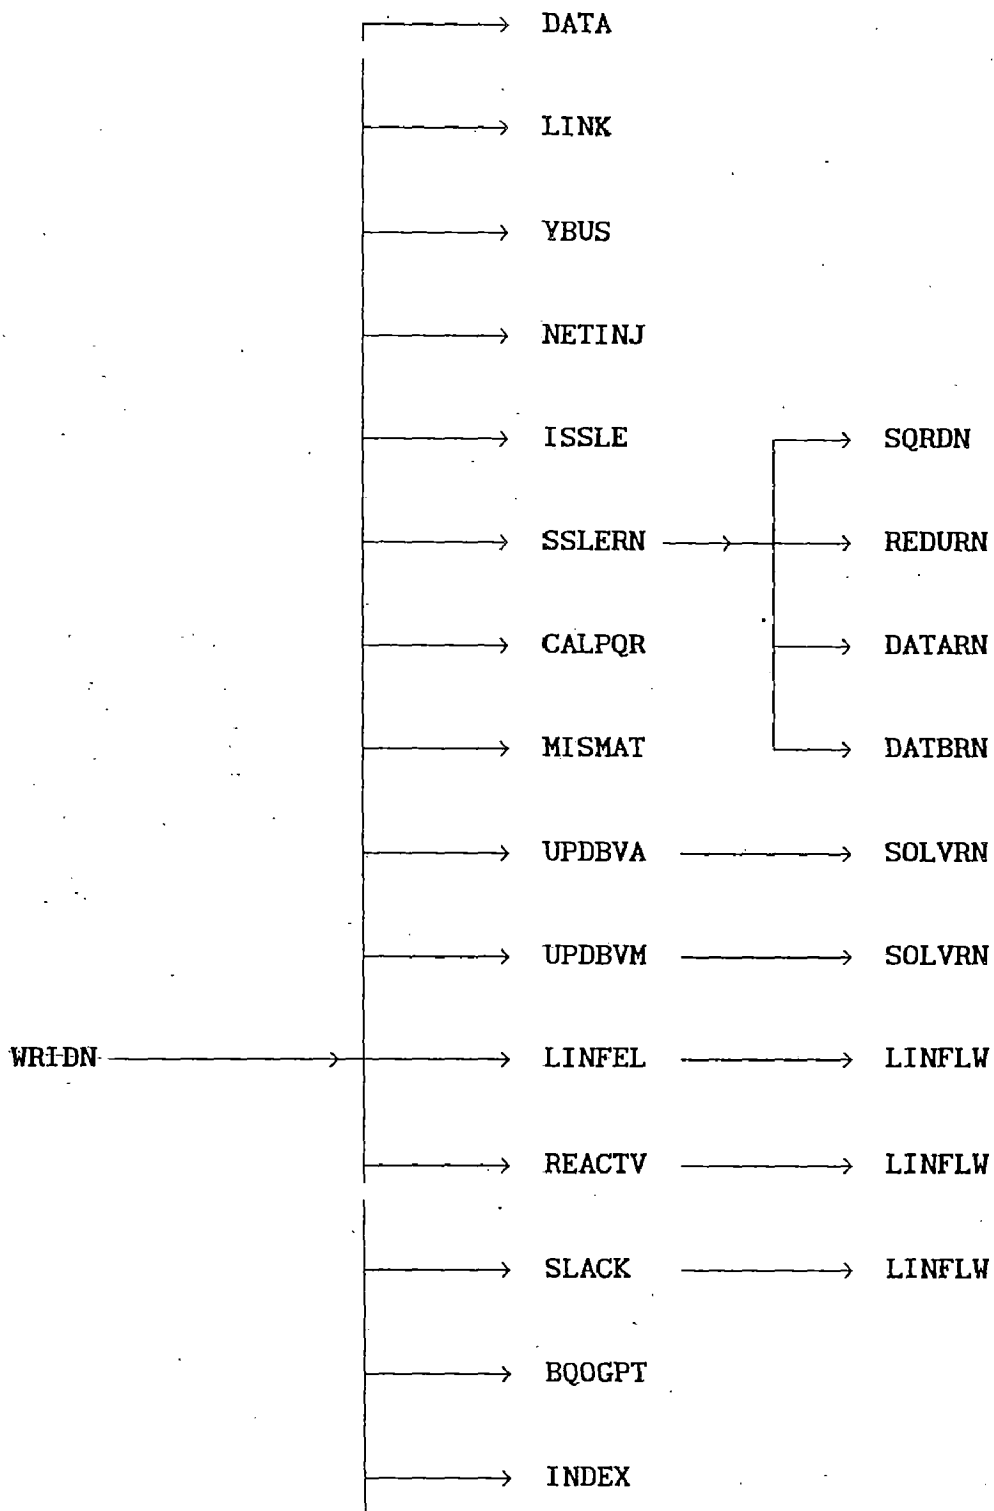 DATA
LINK
YBUS
NETINJ
ISSLE SQRDN
SSLERN REDURN
CALPQR DATARN
MISMAT DATBRN
UPDBVA SOLVRN
UPDBVM SOLVRN
WRIDN LINFEL LINFLW
REACTV LINFLW
SLACK LINFLW
BQOGPT
INDEX